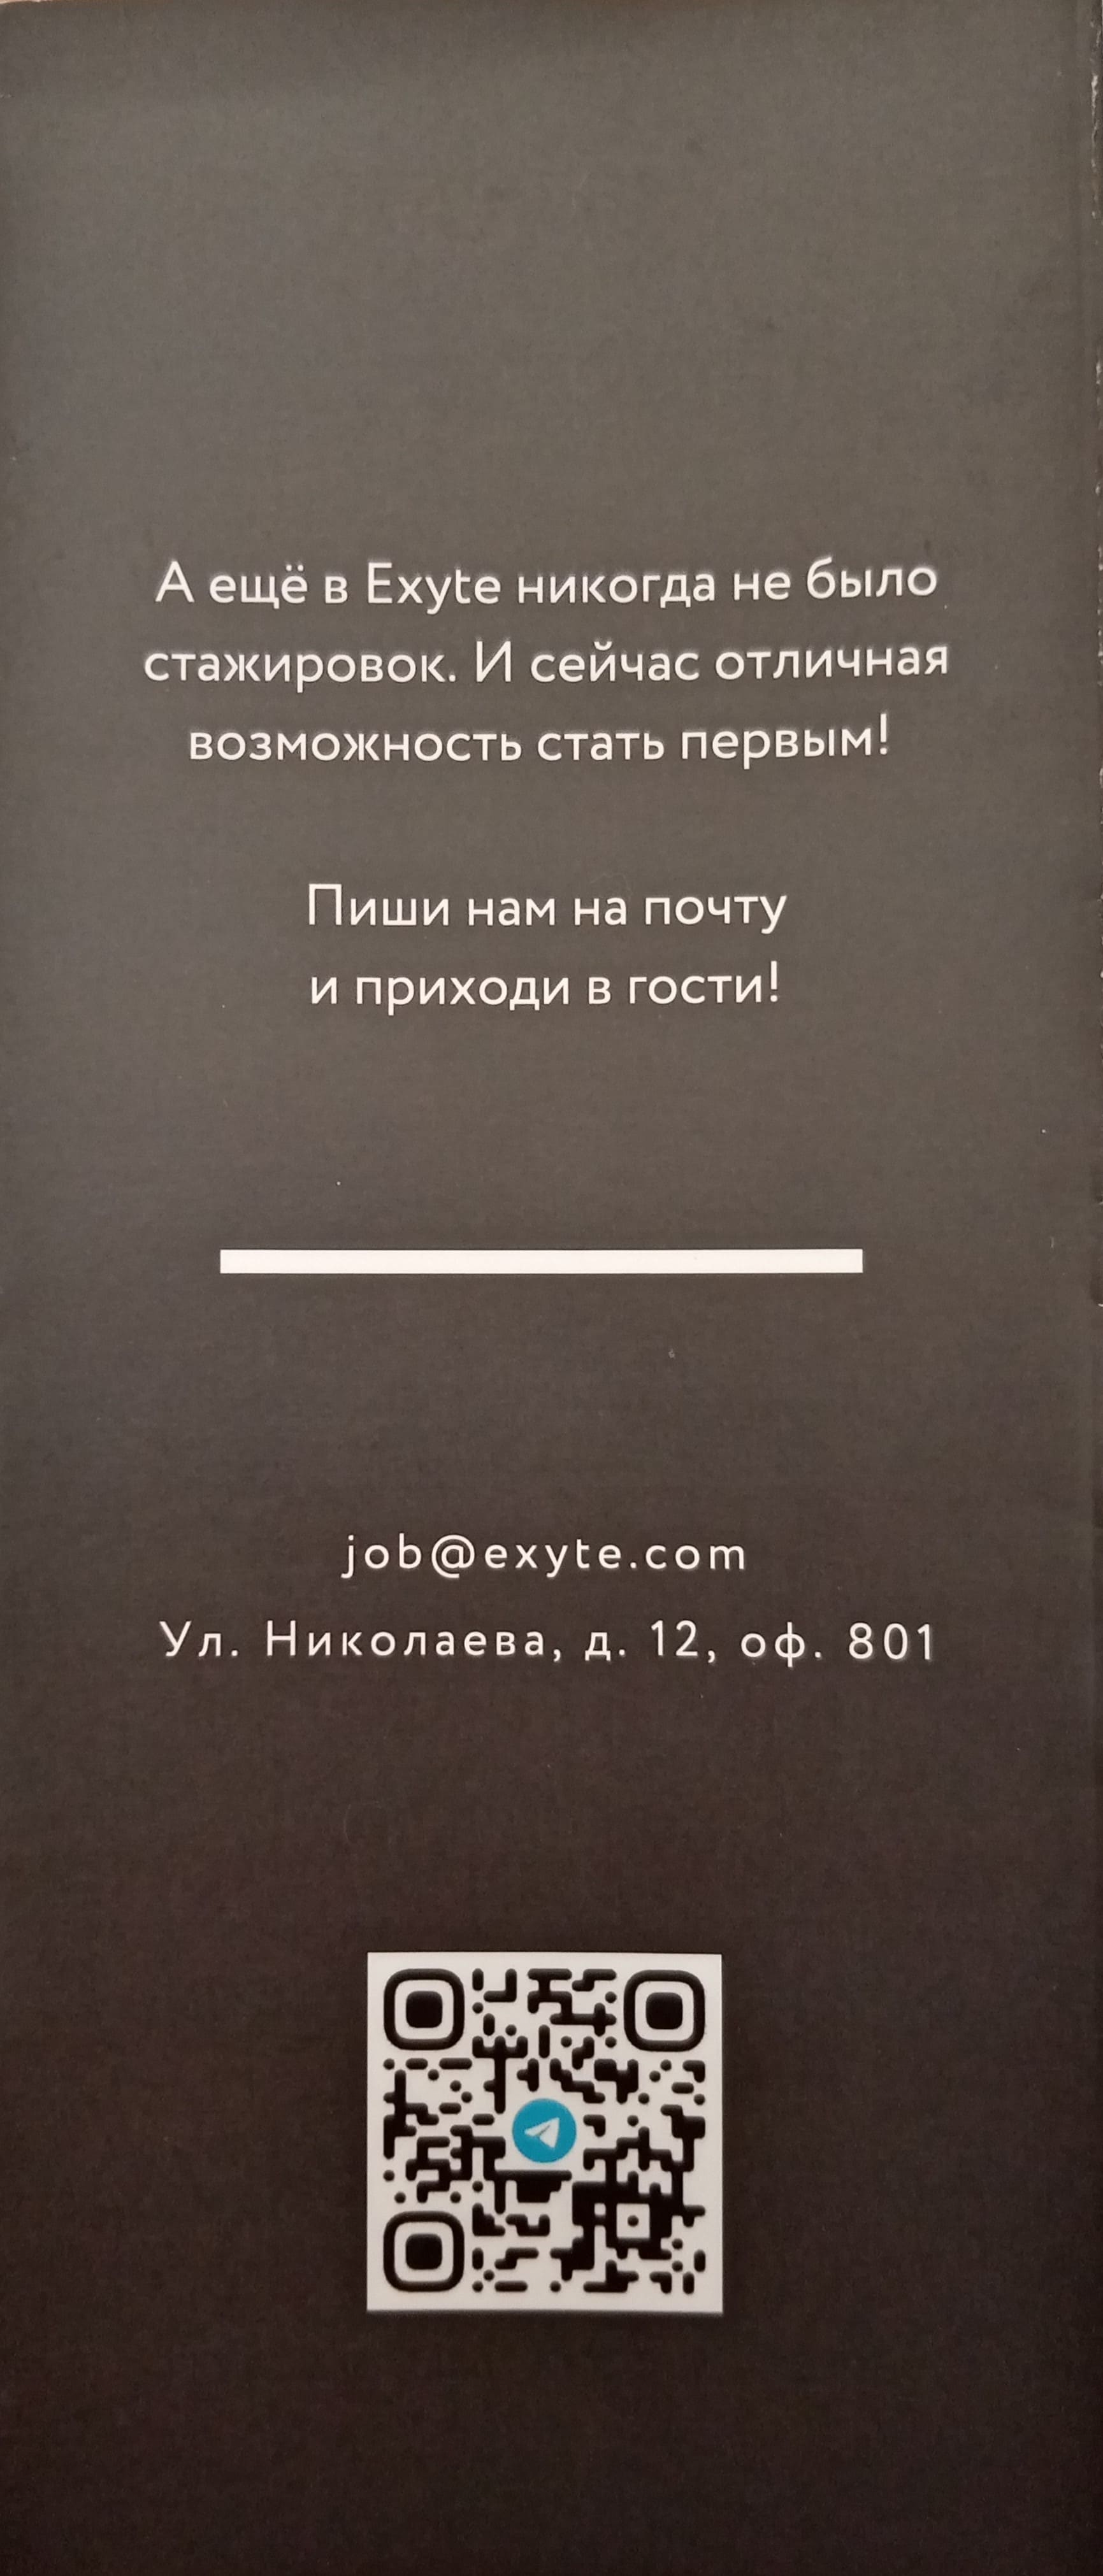 А ещё в Exyte никогда не было
стажировок. И сейчас отличная
возможность стать первым!
Пиши нам на почту
и приходи в гости!
job@exyte.com
Ул. Николаева, д. 12, оф. 801